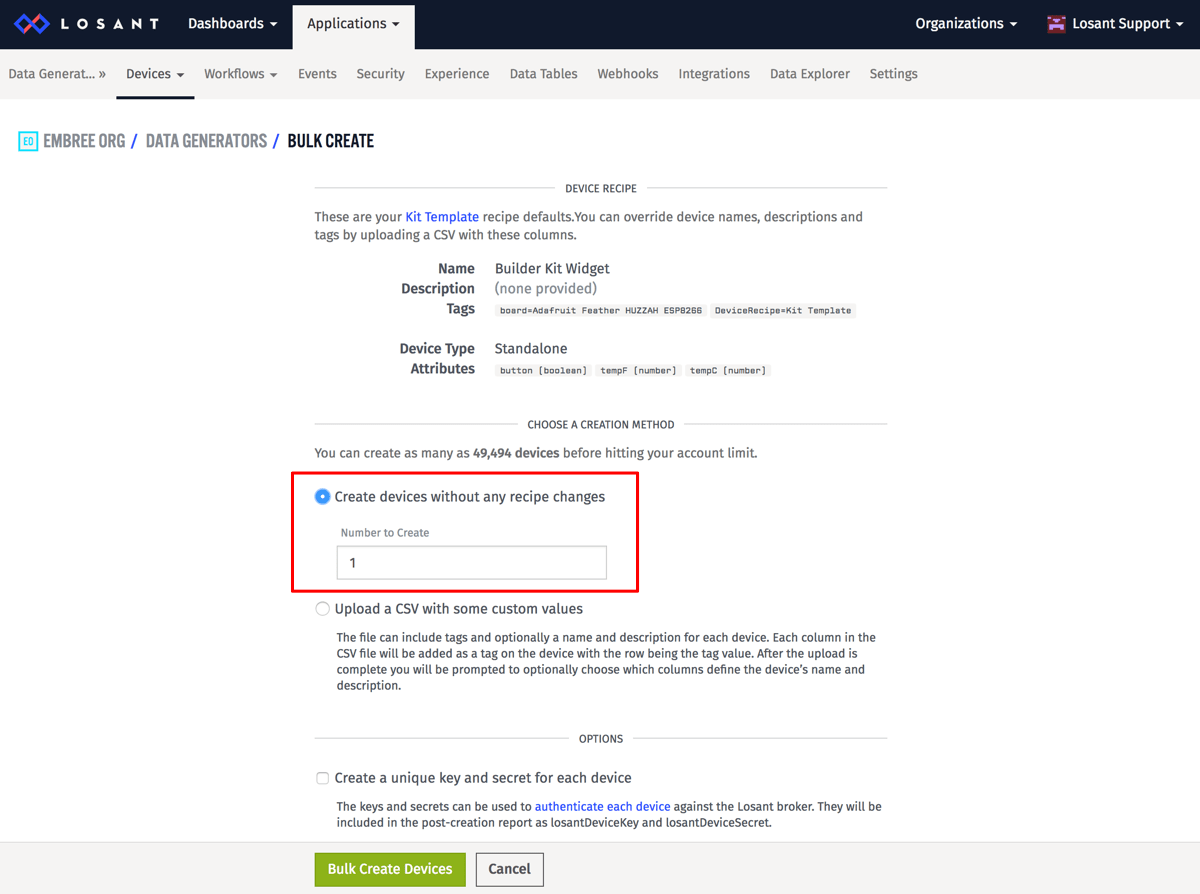 LOSANT Dashboards Applications Organizations Losant Support
Data Generat... » Devices Workflows Events Security Experience Data Tables Webhooks Integrations Data Explorer Settings
EO EMBREE ORG / DATA GENERATORS / BULK CREATE
DEVICE RECIPE
These are your Kit Template recipe defaults.You can override device names, descriptions and
tags by uploading a CSV with these columns.
Name Builder Kit Widget
Description (none provided)
Tags board=Adafruit Feather HUZZAH ESP8266 DeviceRecipe=Kit Template
Device Type Standalone
Attributes button [boolean] tempF [number] tempC [number]
CHOOSE A CREATION METHOD
You can create as many as 49,494 devices before hitting your account limit.
Create devices without any recipe changes
Number to Create
1
Upload a CSV with some custom values
The file can include tags and optionally a name and description for each device. Each column in the
CSV file will be added as a tag on the device with the row being the tag value. After the upload is
complete you will be prompted to optionally choose which columns define the device's name and
description.
OPTIONS
Create a unique key and secret for each device
The keys and secrets can be used to authenticate each device against the Losant broker. They will be
included in the post-creation report as losantDeviceKey and losantDeviceSecret.
Bulk Create Devices Cancel